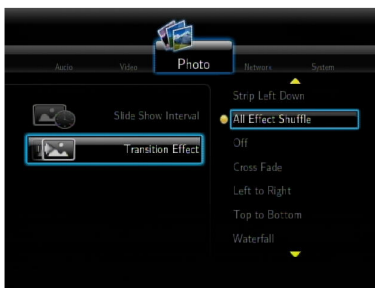 Audio Video Photo Network System
Slide Show Interval
Transition Effect
Strip Left Down
All Effect Shuffle
Off
Cross Fade
Left to Right
Top to Bottom
Waterfall